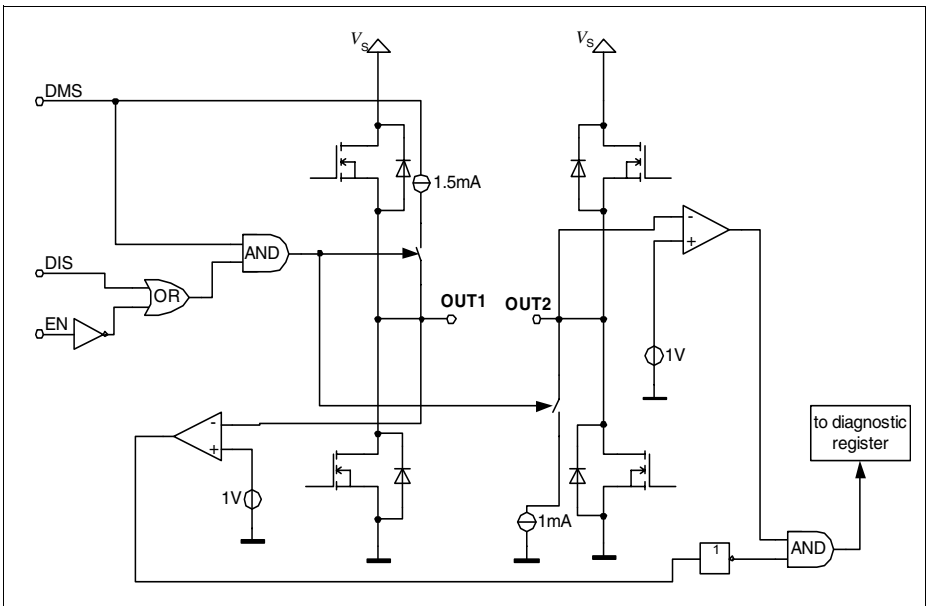 VS
VS
DMS
1.5mA
AND
DIS
OR
EN
OUT1
OUT2
-
+
1V
-
+
1V
1mA
to diagnostic
register
1
AND